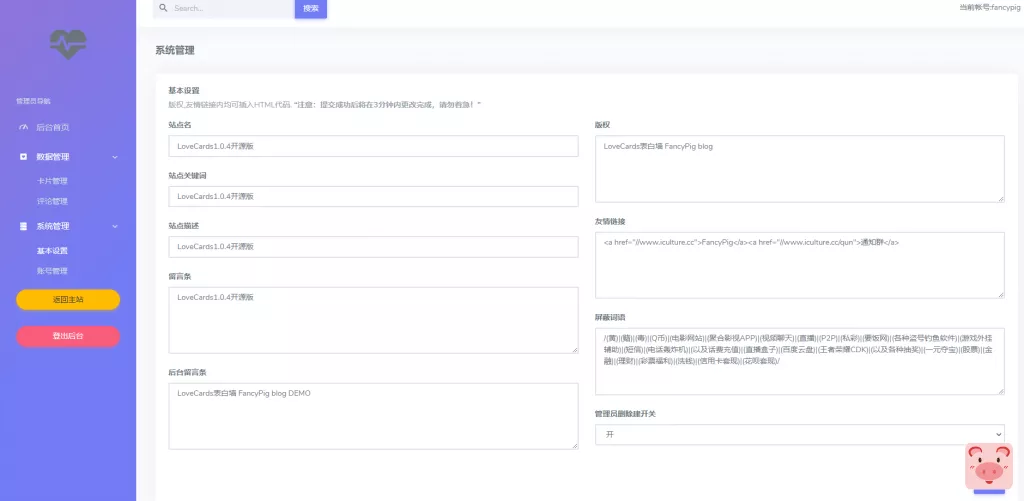 Search...
搜索
当前帐号:fancypig
管理员导航
后台首页
数据管理
卡片管理
评论管理
系统管理
基本设置
账号管理
返回主站
登出后台
系统管理
基本设置
版权,友情链接内均可插入HTML代码. "注意：提交成功后将在3分钟内更改完成，请勿着急！"
站点名
LoveCards1.0.4开源版
站点关键词
LoveCards1.0.4开源版
站点描述
LoveCards1.0.4开源版
留言条
LoveCards1.0.4开源版
后台留言条
LoveCards表白墙 FancyPig blog DEMO
版权
LoveCards表白墙 FancyPig blog
友情链接
<a href="//www.iculture.cc">FancyPig</a><a href="//www.iculture.cc/qun">通知群</a>
屏蔽词语
/(黄)|(赌)|(毒)|(Q币)|(电影网站)|(聚合影视APP)|(视频聊天)|(直播)|(P2P)|(私彩)|(要饭网)|(各种盗号钓鱼软件)|(游戏外挂
辅助)|(短信)|(电话轰炸机)|(以及话费充值)|(直播盒子)|(百度云盘)|(王者荣耀CDK)|(以及各种抽奖)|(一元夺宝)|(股票)|(金
融)|(理财)|(彩票福利)|(洗钱)|(信用卡套现)|(花呗套现)/
管理员删除建开关
开